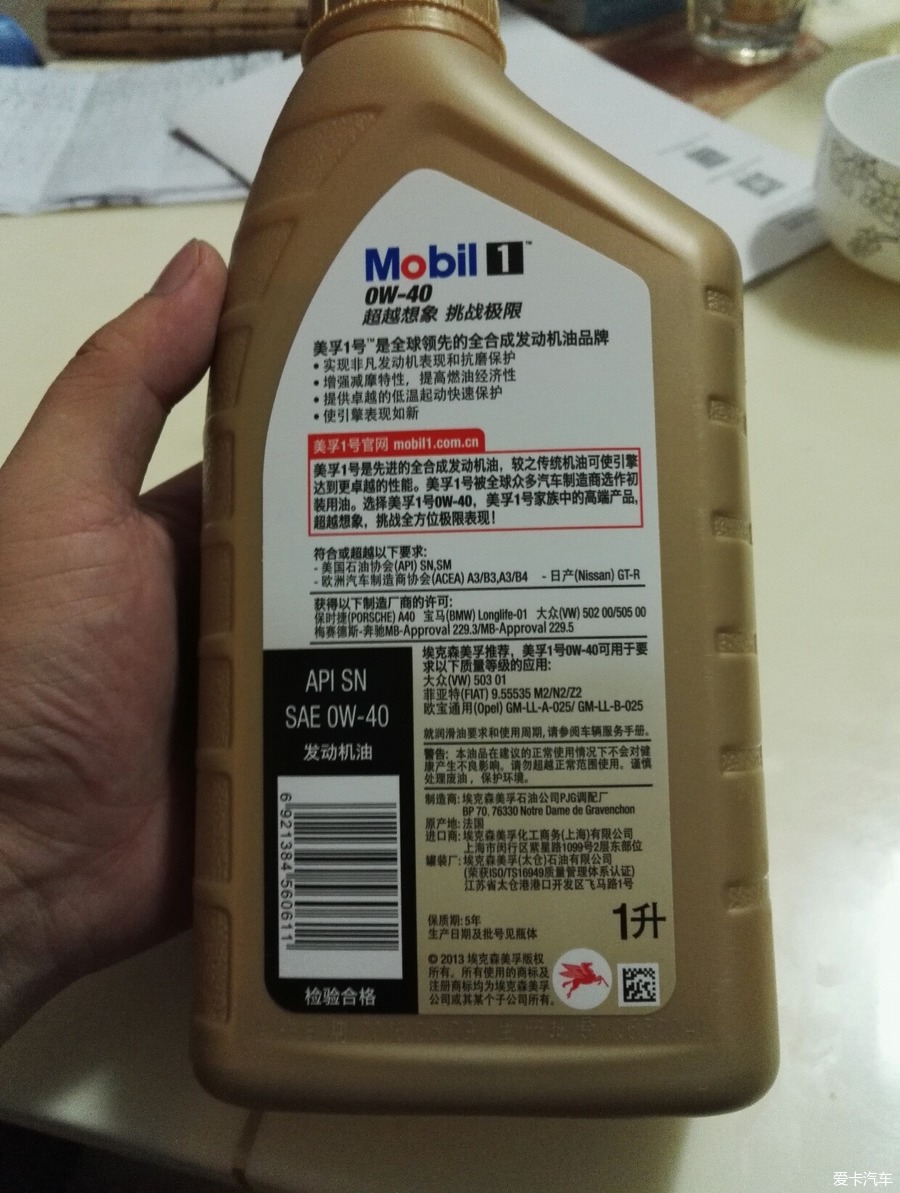 Mobil 1™
0W-40
超越想象 挑战极限
美孚1号™是全球领先的全合成发动机油品牌
• 实现非凡发动机表现和抗磨保护
• 增强减摩特性，提高燃油经济性
• 提供卓越的低温起动快速保护
• 使引擎表现如新
美孚1号官网 mobil1.com.cn
美孚1号是先进的全合成发动机油，较之传统机油可使引擎
达到更卓越的性能。美孚1号被全球众多汽车制造商选作初
装用油。选择美孚1号0W-40，美孚1号家族中的高端产品,
超越想象，挑战全方位极限表现！
符合或超越以下要求:
- 美国石油协会(API) SN,SM
- 欧洲汽车制造商协会(ACEA) A3/B3,A3/B4 - 日产(Nissan) GT-R
获得以下制造厂商的许可:
保时捷(PORSCHE) A40 宝马(BMW) Longlife-01 大众(VW) 502 00/505 00
梅赛德斯-奔驰MB-Approval 229.3/MB-Approval 229.5
API SN
SAE 0W-40
发动机油
6 921384 560611
检验合格
埃克森美孚推荐，美孚1号0W-40可用于要
求以下质量等级的应用:
大众(VW) 503 01
菲亚特(FIAT) 9.55535 M2/N2/Z2
欧宝通用(Opel) GM-LL-A-025/ GM-LL-B-025
就润滑油要求和使用周期,请参阅车辆服务手册。
警告: 本油品在建议的正常使用情况下不会对健
康产生不良影响。请勿超越正常范围使用。谨慎
处理废油，保护环境。
制造商: 埃克森美孚石油公司PJG调配厂
BP 70, 76330 Notre Dame de Gravenchon
原产地: 法国
进口商: 埃克森美孚化工商务(上海)有限公司
上海市闵行区紫星路1099号2层东部位
罐装厂: 埃克森美孚(太仓)石油有限公司
(荣获ISO/TS16949质量管理体系认证)
江苏省太仓港港口开发区飞马路1号
1升
保质期: 5年
生产日期及批号见瓶体
© 2013 埃克森美孚版权
所有。所有使用的商标及
注册商标均为埃克森美孚
公司或其某个子公司所有。
爱卡汽车